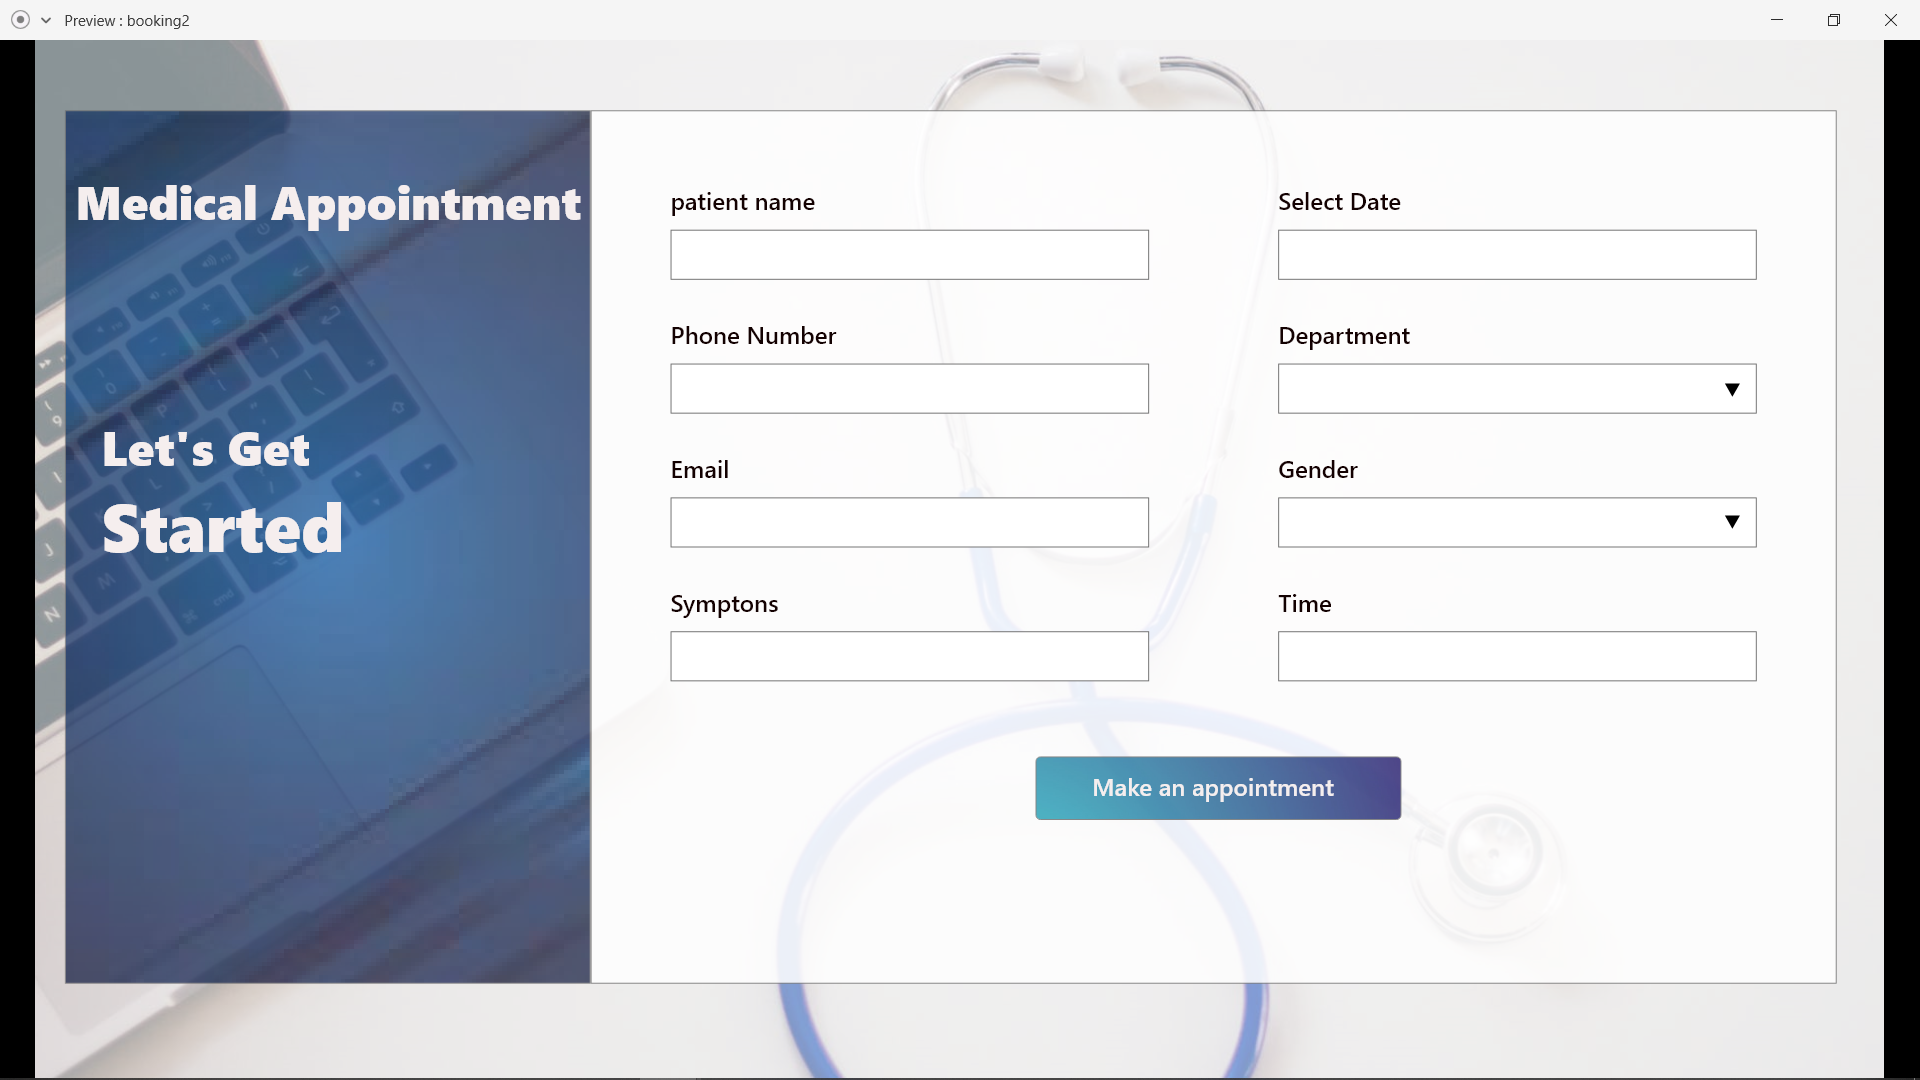 Preview : booking2
Medical Appointment
Let's Get
Started
patient name
Select Date
Phone Number
Department
Email
Gender
Symptons
Time
Make an appointment